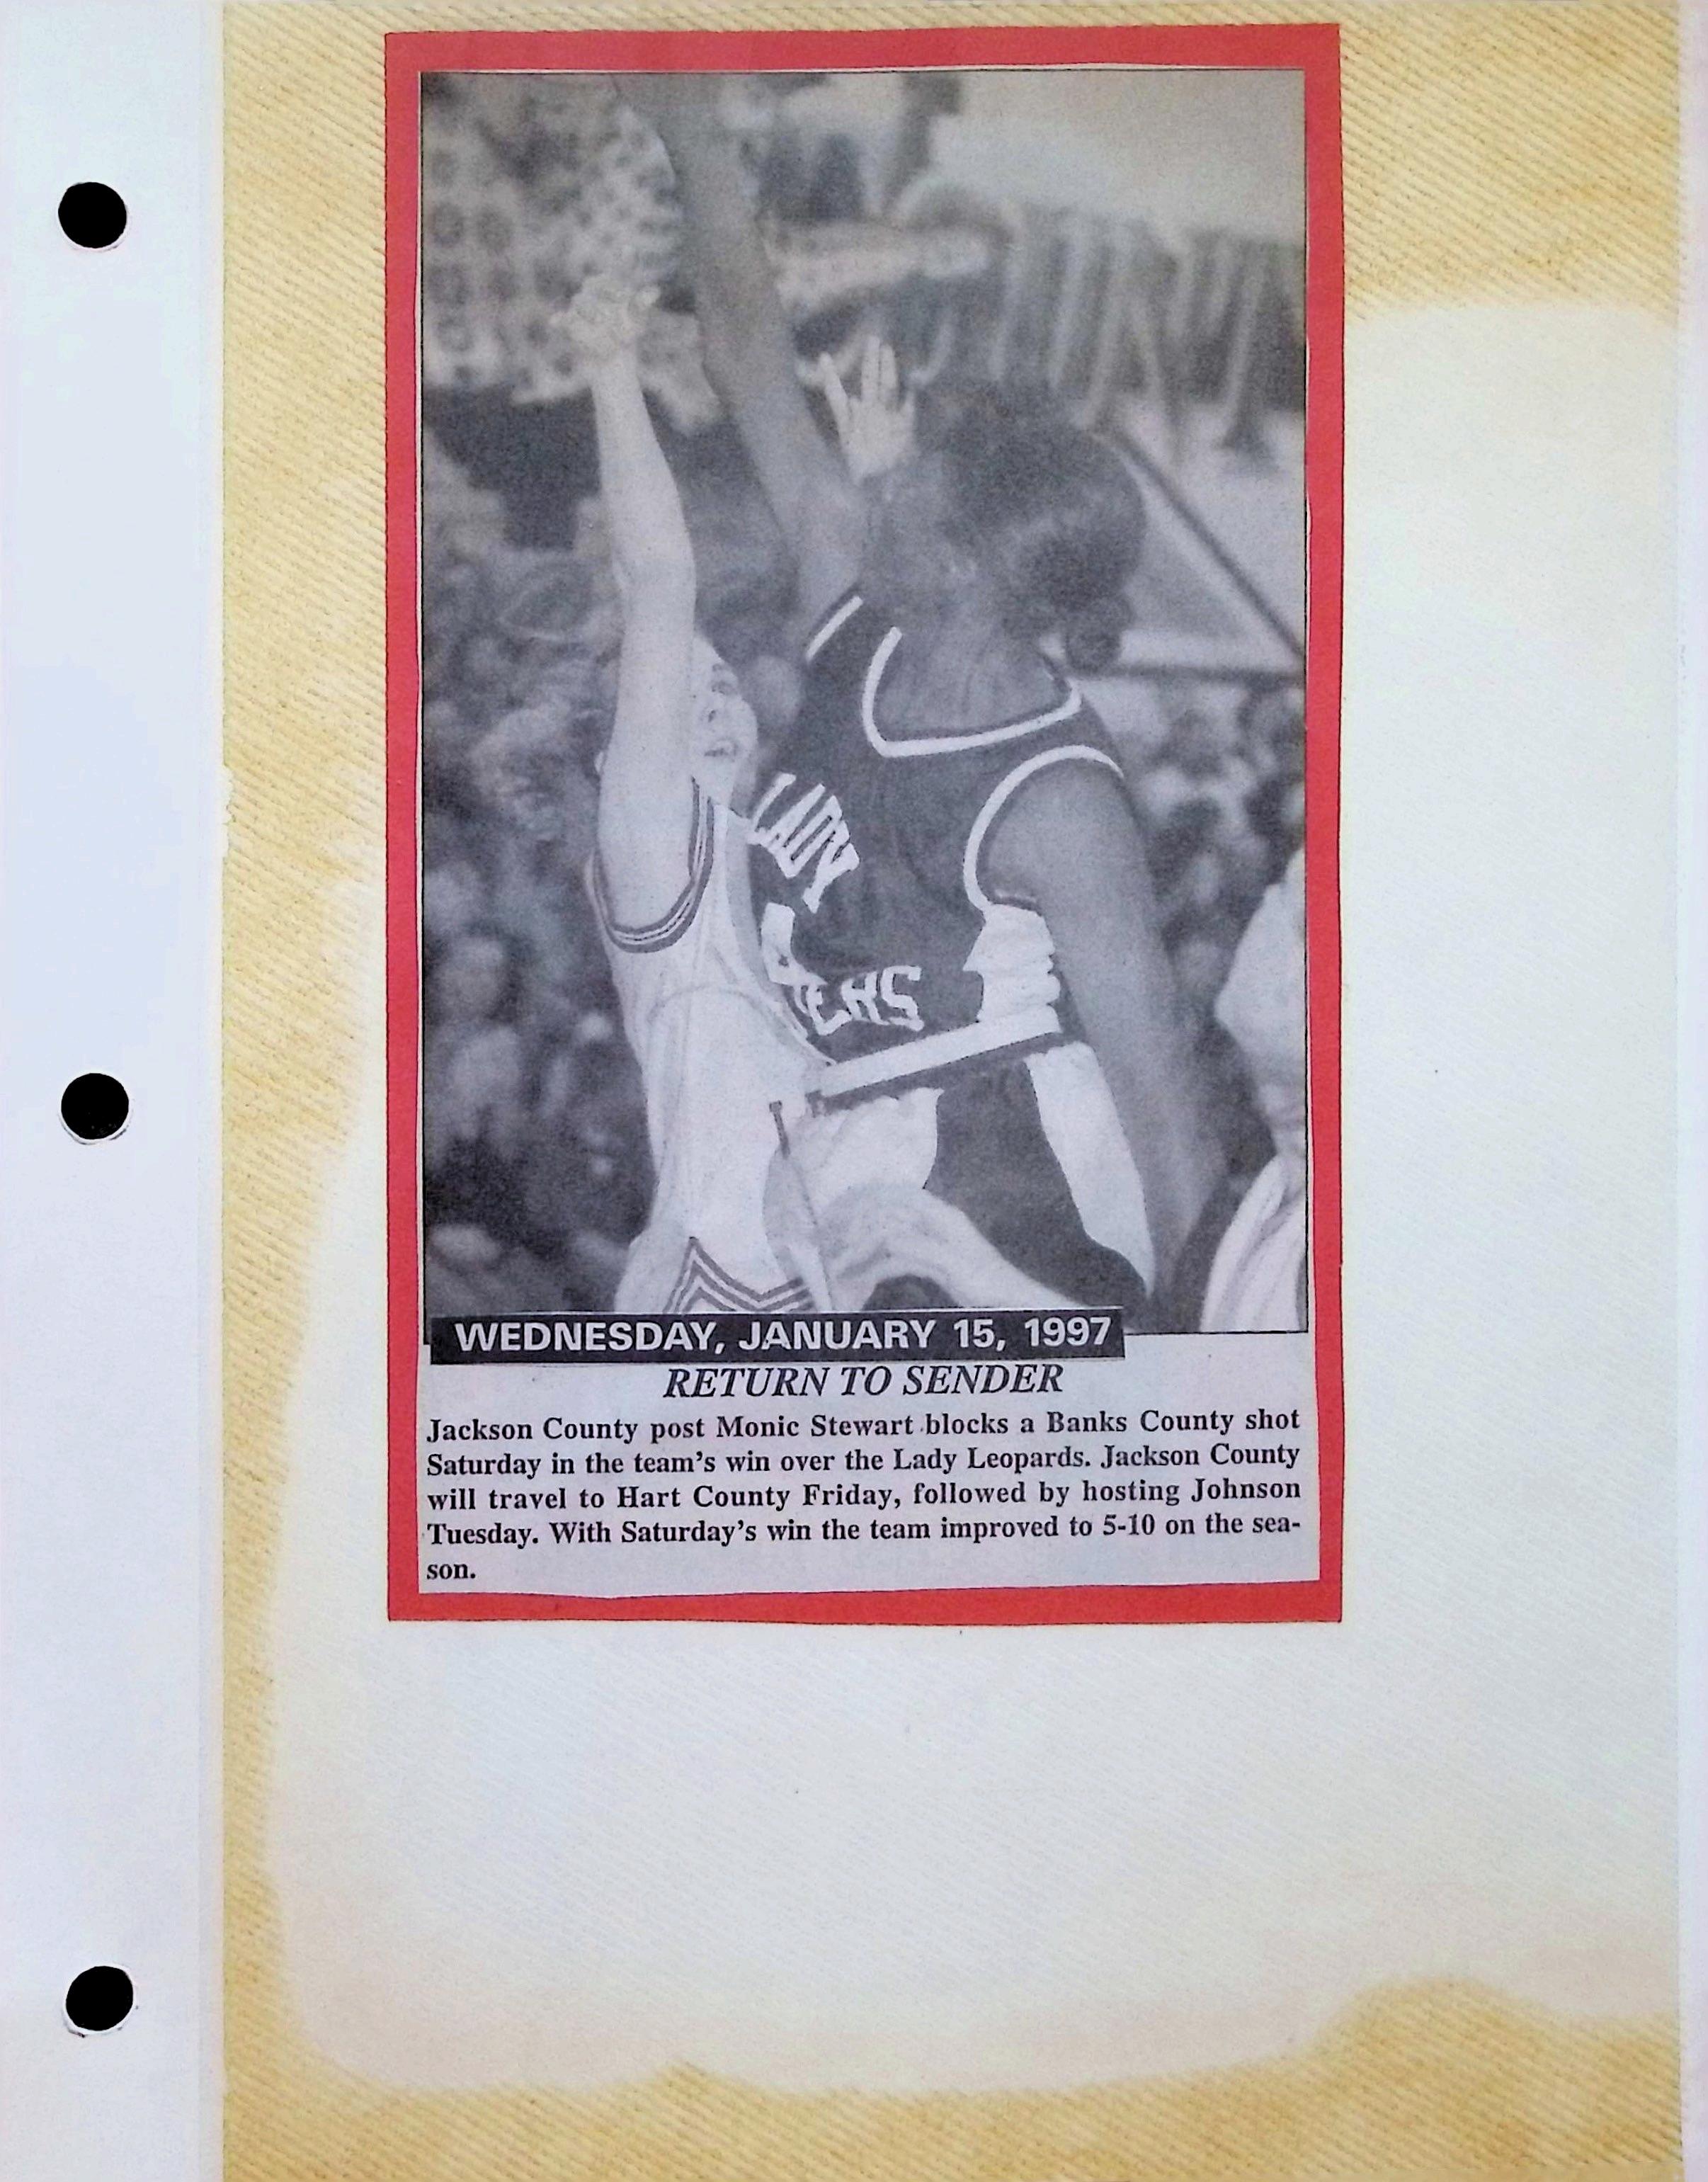 LADY
WEDNESDAY, JANUARY 15, 1997
RETURN TO SENDER
Jackson County post Monic Stewart blocks a Banks County shot
Saturday in the team's win over the Lady Leopards. Jackson County
will travel to Hart County Friday, followed by hosting Johnson
Tuesday. With Saturday's win the team improved to 5-10 on the sea-
son.